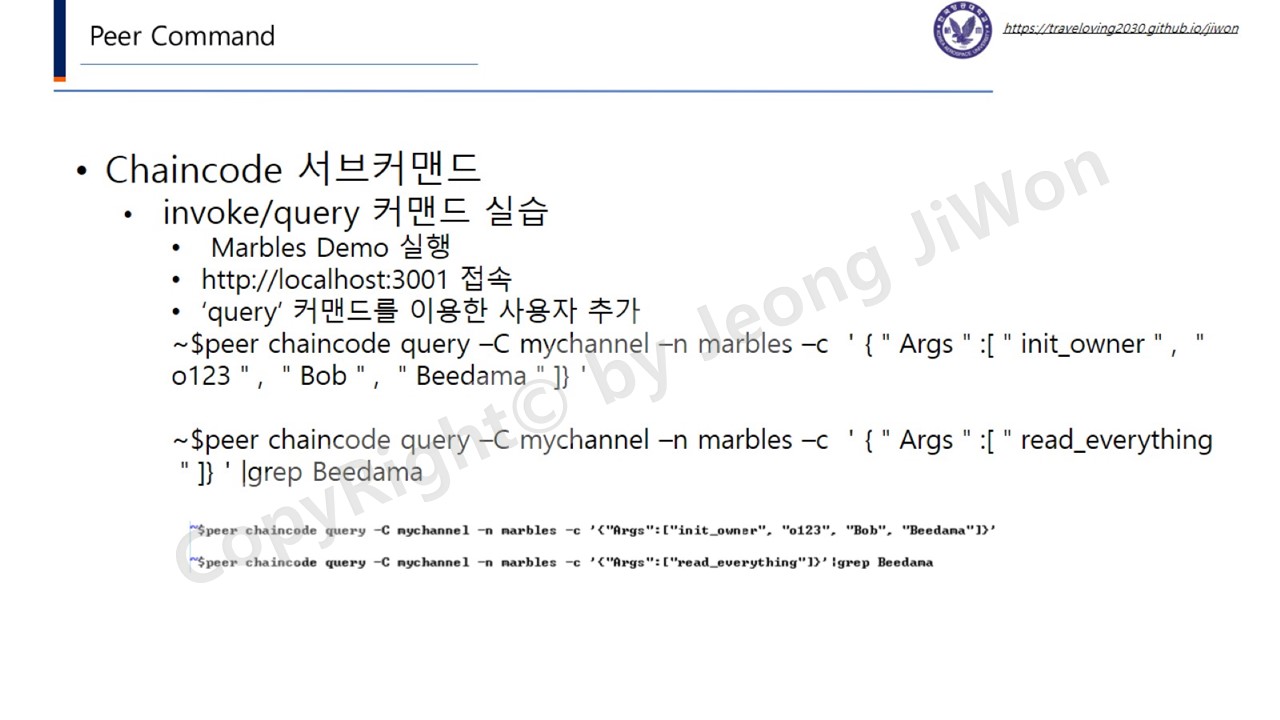 Peer Command
https://traveloving2030.github.io/jiwon
• Chaincode 서브커맨드
• invoke/query 커맨드 실습
• Marbles Demo 실행
• http://localhost:3001 접속
• ‘query’ 커맨드를 이용한 사용자 추가
~$peer chaincode query –C mychannel –n marbles –c ' { " Args " :[ " init_owner " , "
o123 " , " Bob " , " Beedama " ]} '
~$peer chaincode query –C mychannel –n marbles –c ' { " Args " :[ " read_everything
" ]} ' |grep Beedama
~$peer chaincode query -C mychannel -n marbles -c '{"Args":["init_owner", "o123", "Bob", "Beedama"]}'
~$peer chaincode query -C mychannel -n marbles -c '{"Args":["read_everything"]}'|grep Beedama
CopyRight© by Jeong JiWon